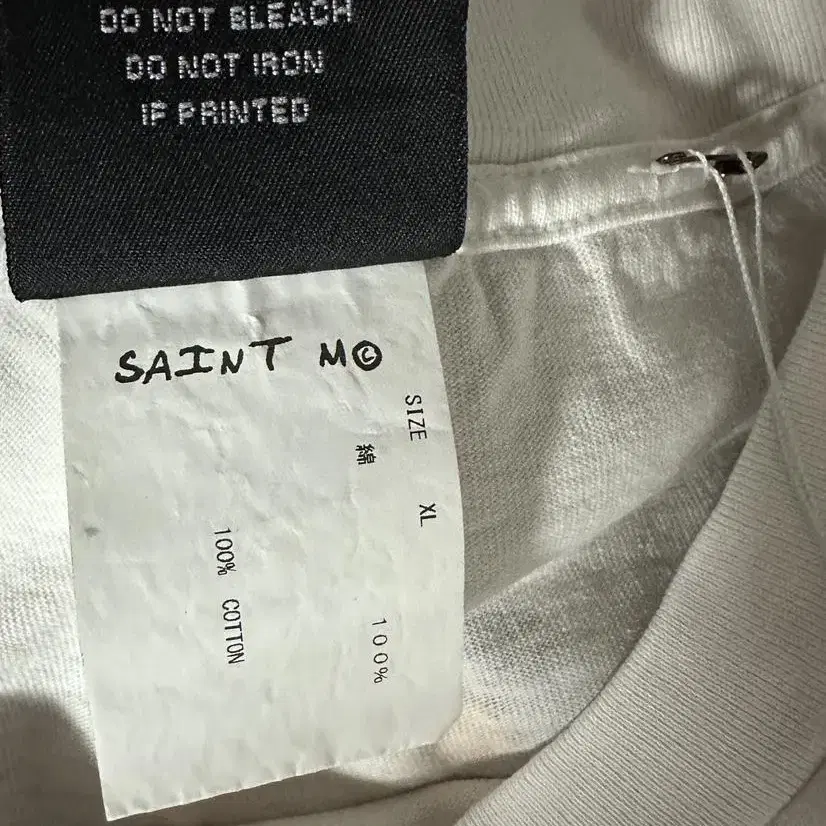 DO NOT BLEACH
DO NOT IRON
IF PRINTED
SAINT M©
SIZE XL
綿 100%
100% COTTON